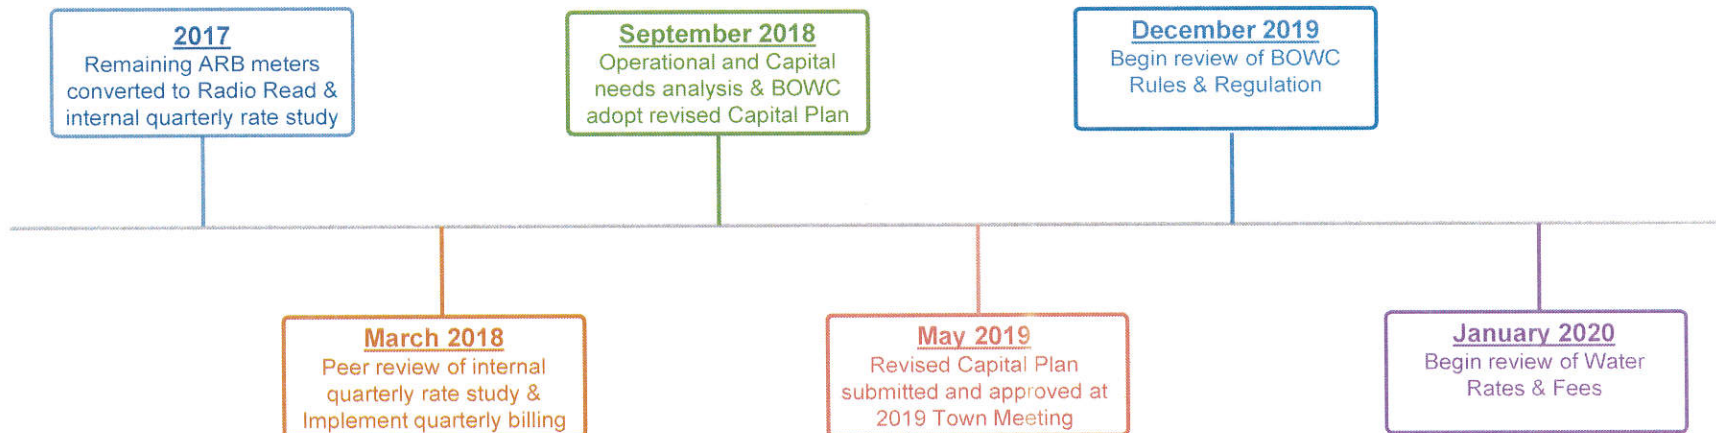 2017
Remaining ARB meters
converted to Radio Read &
internal quarterly rate study
March 2018
Peer review of internal
quarterly rate study &
Implement quarterly billing
September 2018
Operational and Capital
needs analysis & BOWC
adopt revised Capital Plan
May 2019
Revised Capital Plan
submitted and approved at
2019 Town Meeting
December 2019
Begin review of BOWC
Rules & Regulation
January 2020
Begin review of Water
Rates & Fees